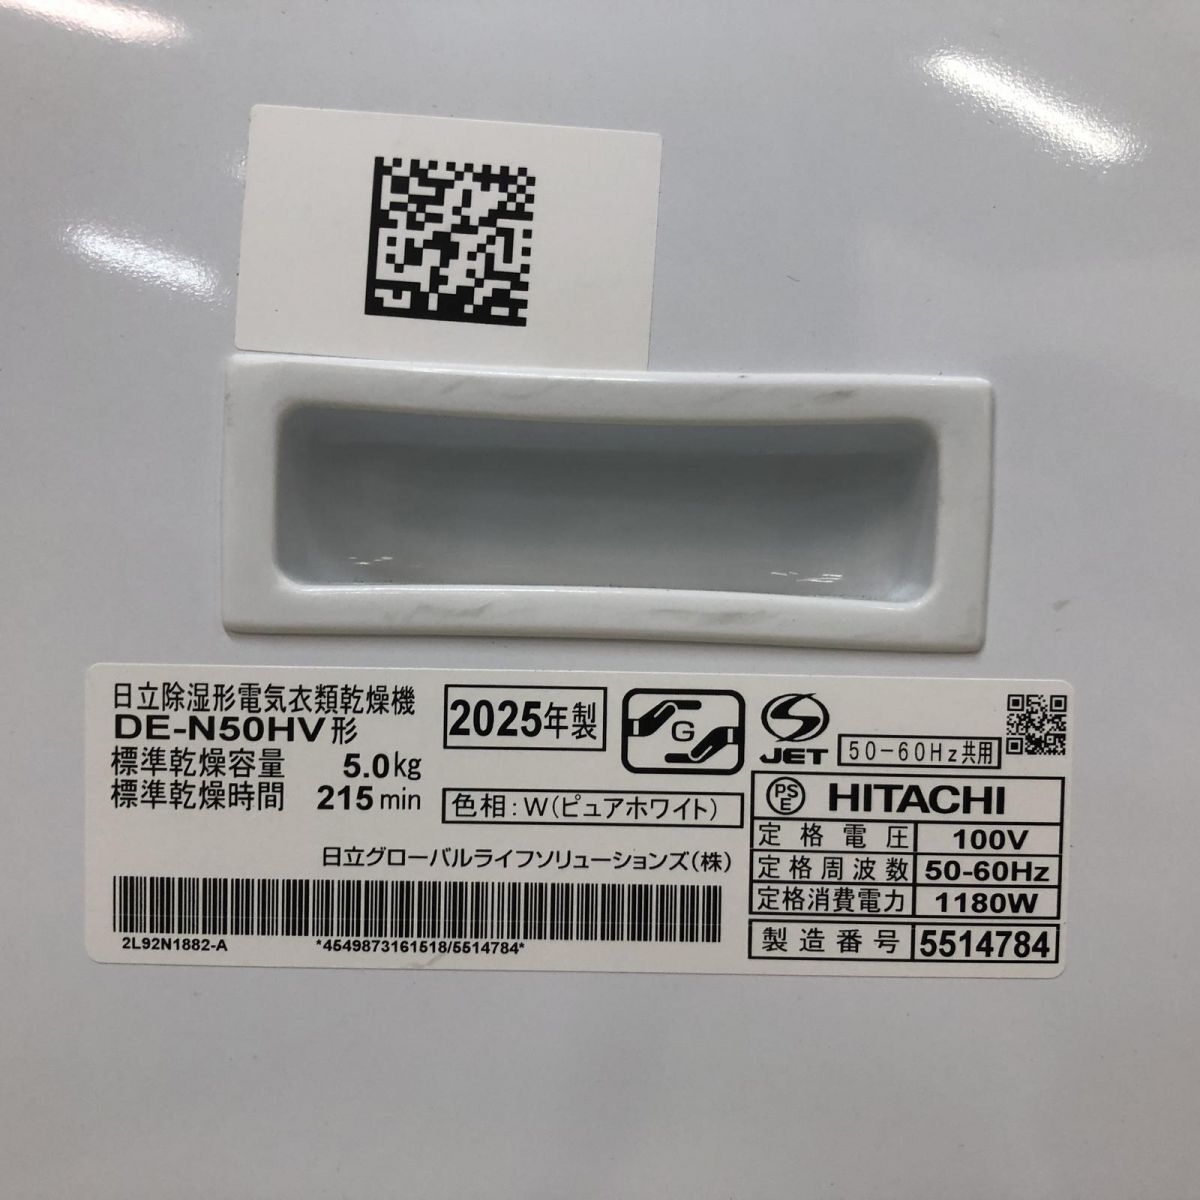 日立除湿形電気衣類乾燥機
DE-N50HV形
標準乾燥容量 5.0kg
標準乾燥時間 215min
2025年製
G
JET
50-60Hz共用
色相:W(ピュアホワイト)
日立グローバルライフソリューションズ(株)
2L92N1882-A *4549873161518/5514784*
PSE HITACHI
定格電圧 100V
定格周波数 50-60Hz
定格消費電力 1180W
製造番号 5514784